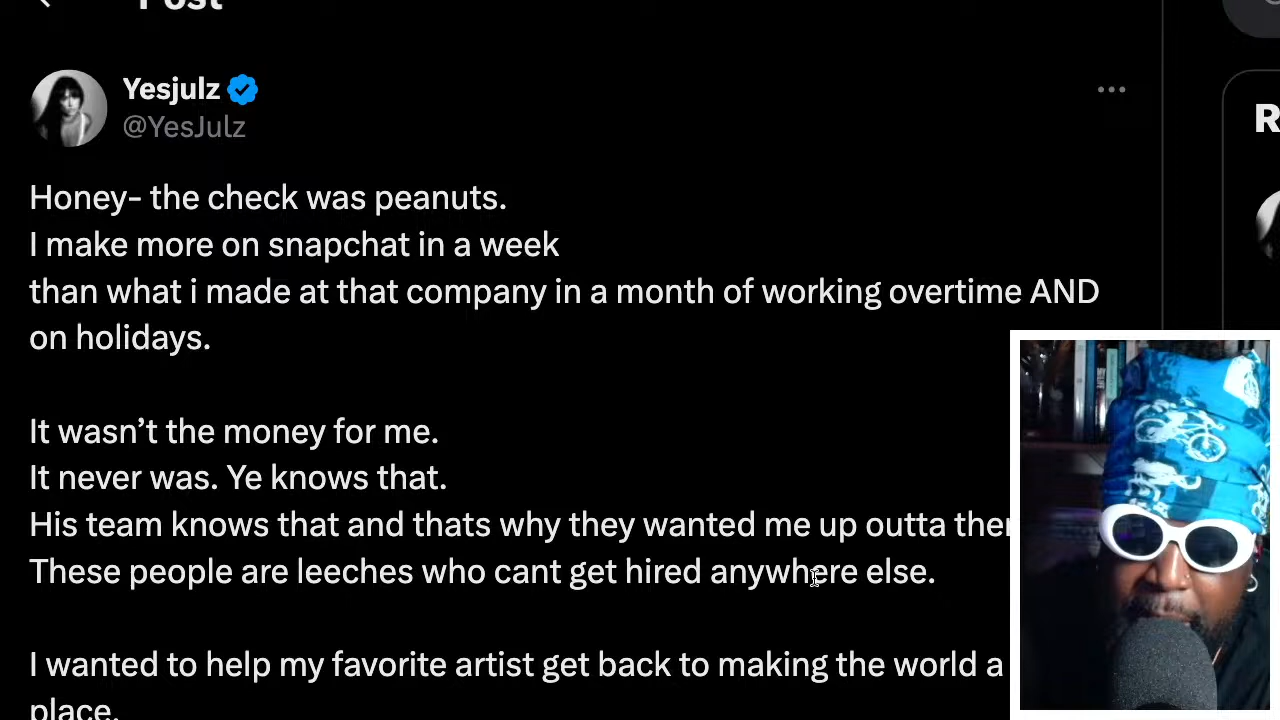 Post
Yesjulz
@YesJulz
R
Honey- the check was peanuts.
I make more on snapchat in a week
than what i made at that company in a month of working overtime AND
on holidays.
It wasn’t the money for me.
It never was. Ye knows that.
His team knows that and thats why they wanted me up outta
These people are leeches who cant get hired anywhere else.
I wanted to help my favorite artist get back to making the world a
place.